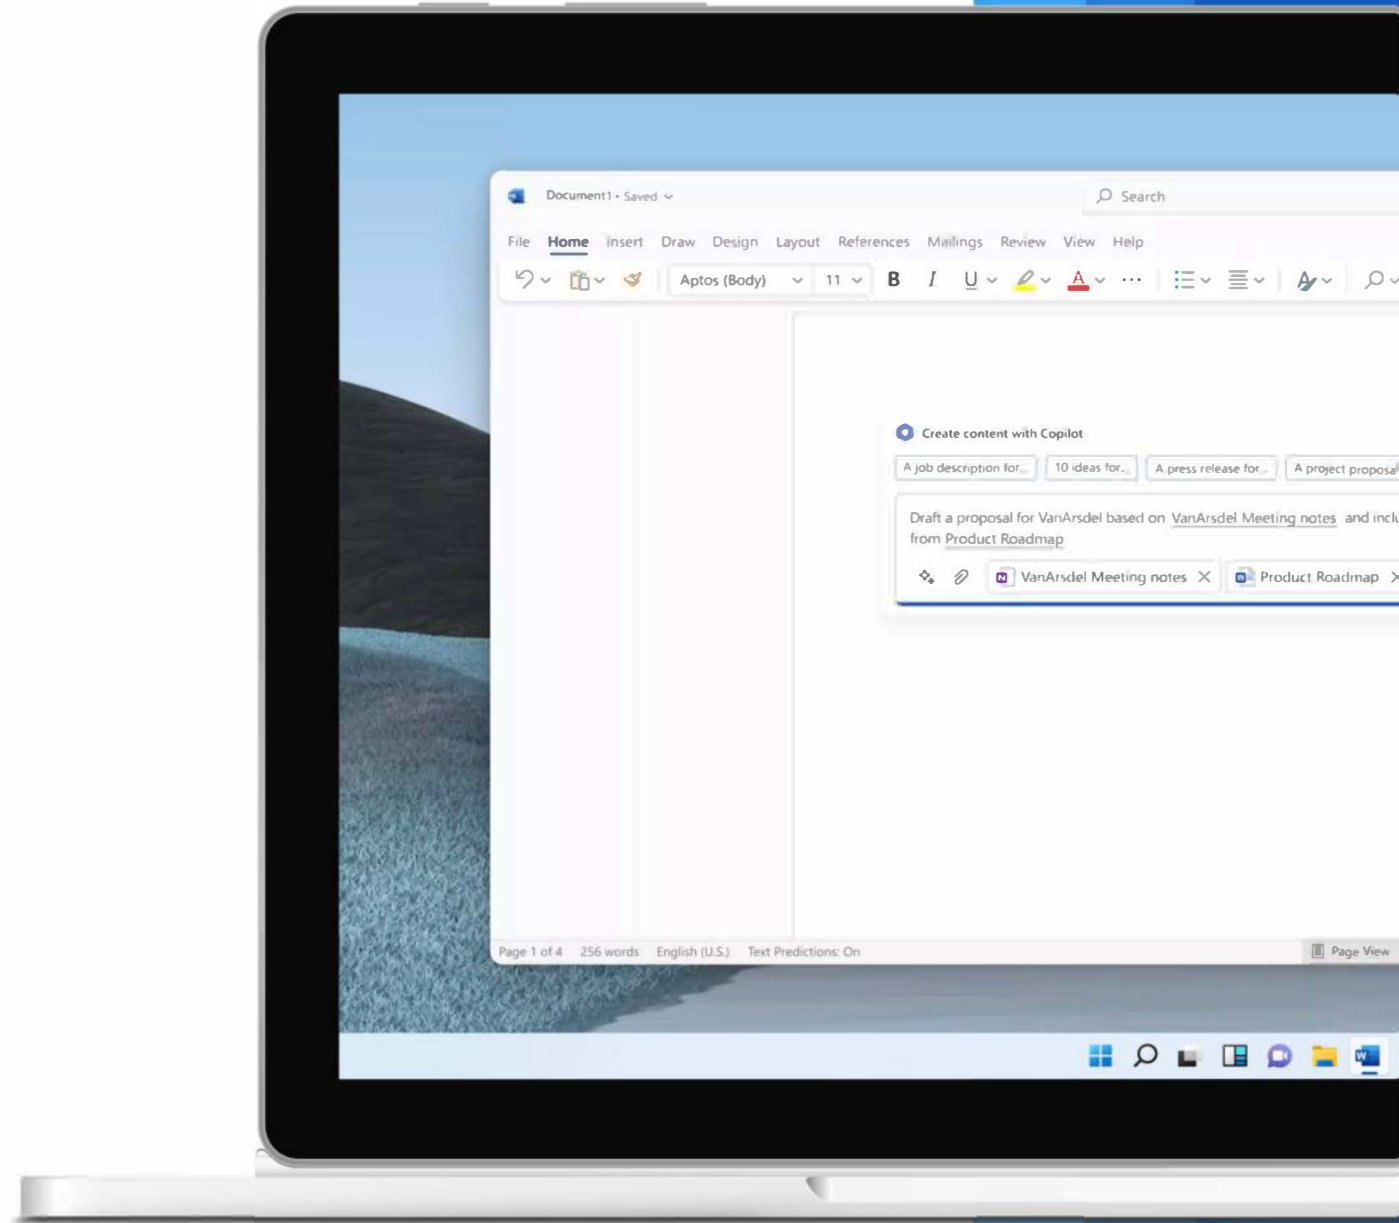 Document1 • Saved
Search
File Home Insert Draw Design Layout References Mailings Review View Help
Aptos (Body) 11 B I U A ...
Create content with Copilot
A job description for... 10 ideas for... A press release for... A project proposal
Draft a proposal for VanArsdel based on VanArsdel Meeting notes and inclu
from Product Roadmap
VanArsdel Meeting notes Product Roadmap
Page 1 of 4 256 words English (U.S.) Text Predictions: On Page View